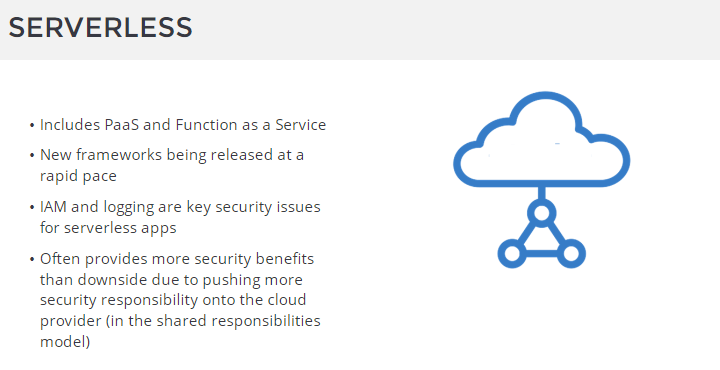 SERVERLESS
• Includes PaaS and Function as a Service
• New frameworks being released at a
rapid pace
• IAM and logging are key security issues
for serverless apps
• Often provides more security benefits
than downside due to pushing more
security responsibility onto the cloud
provider (in the shared responsibilities
model)